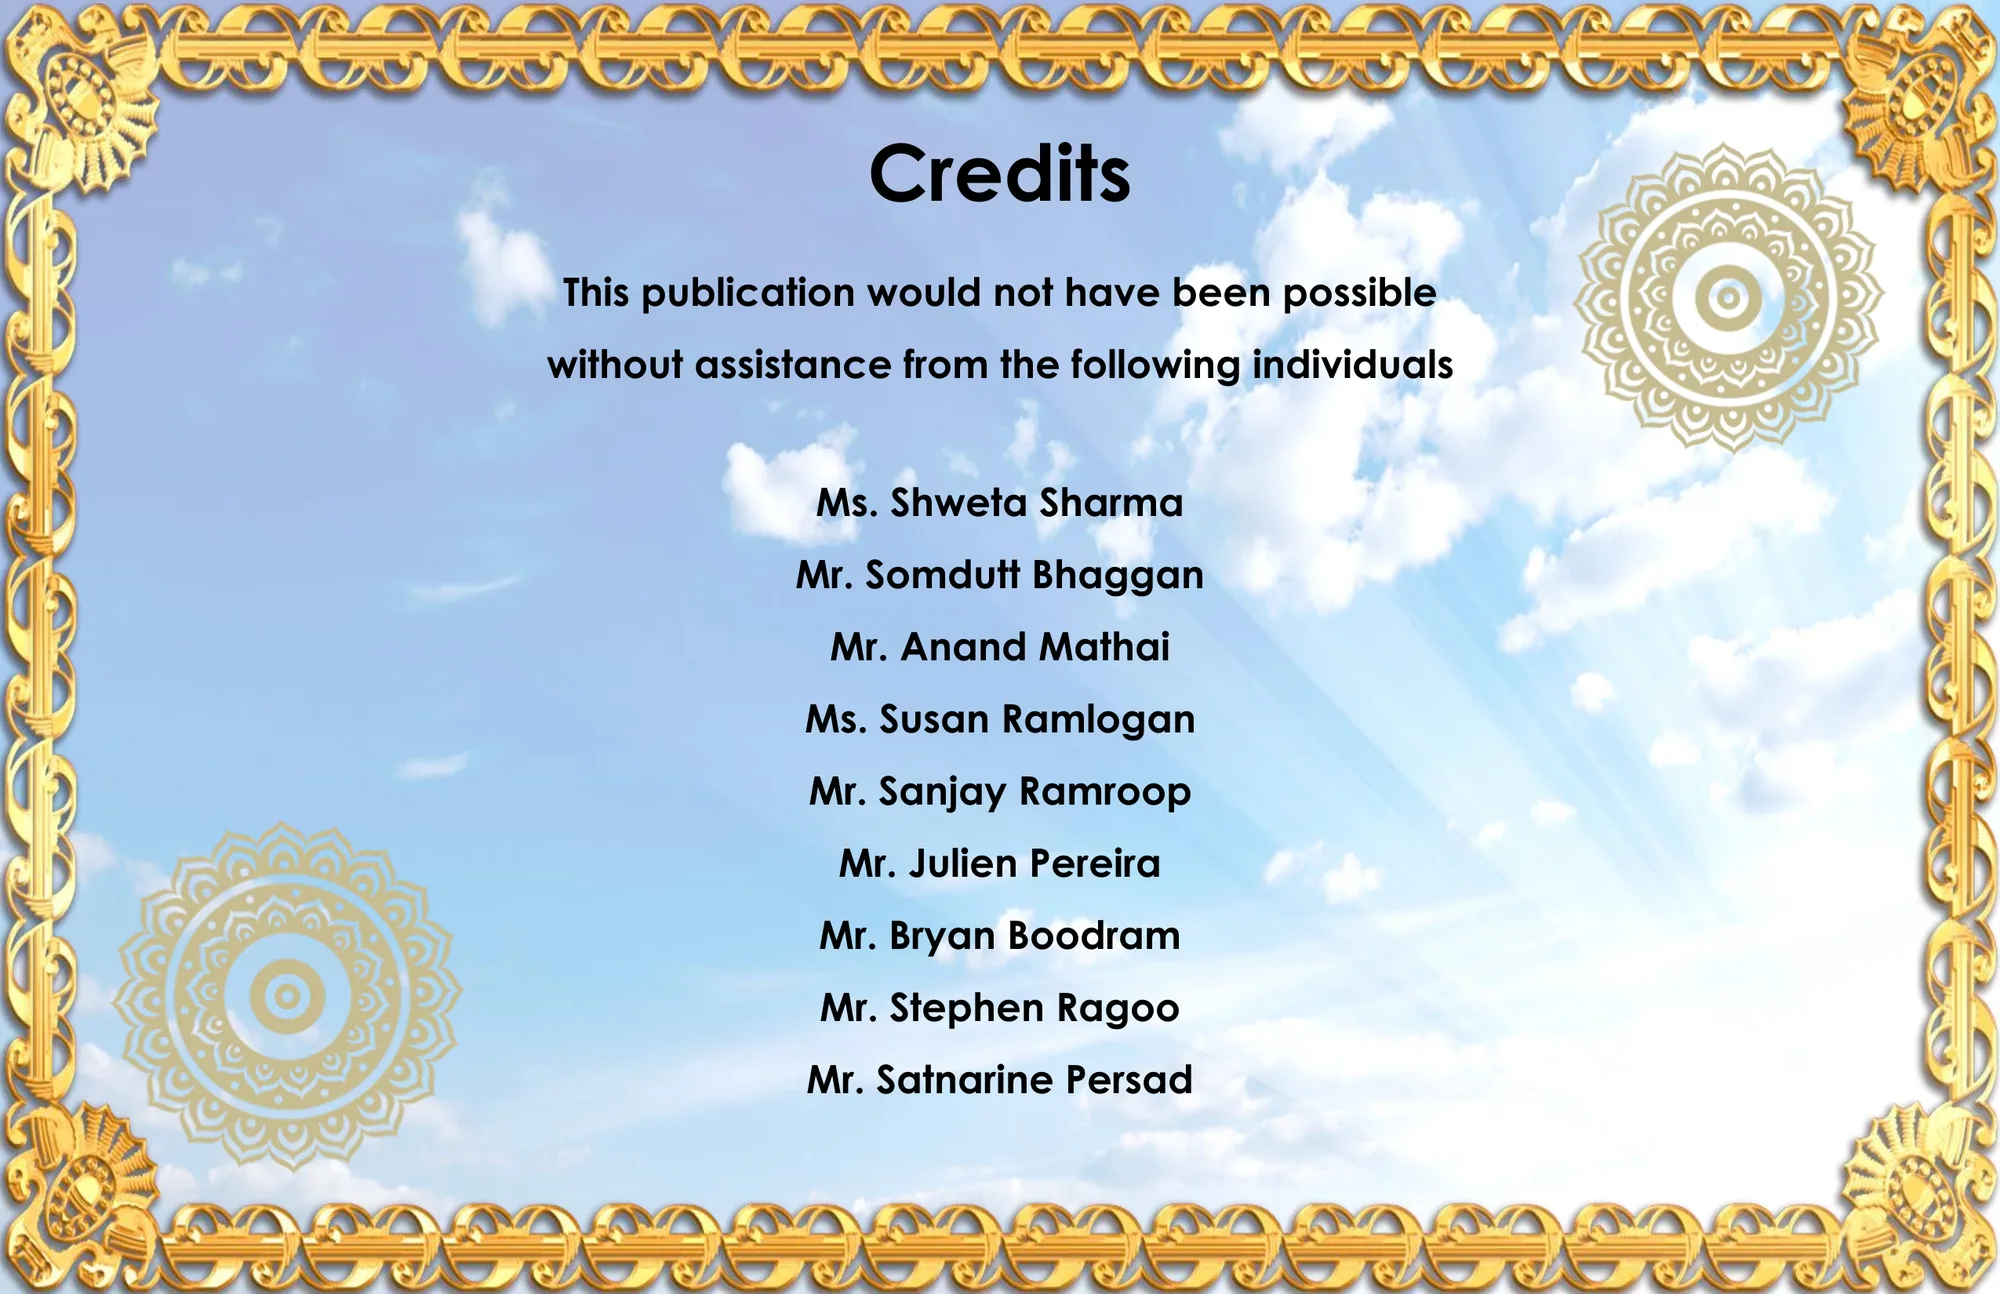 Credits
This publication would not have been possible
without assistance from the following individuals
Ms. Shweta Sharma
Mr. Somdutt Bhaggan
Mr. Anand Mathai
Ms. Susan Ramlogan
Mr. Sanjay Ramroop
Mr. Julien Pereira
Mr. Bryan Boodram
Mr. Stephen Ragoo
Mr. Satnarine Persad